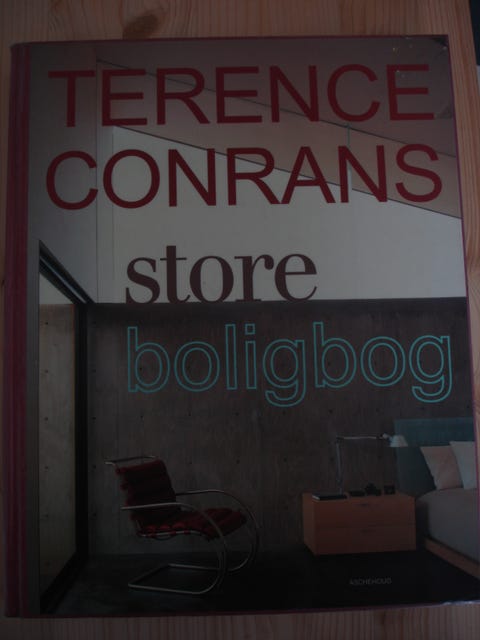 TERENCE
CONRANS
store
boligbog
ASCHEHOUG